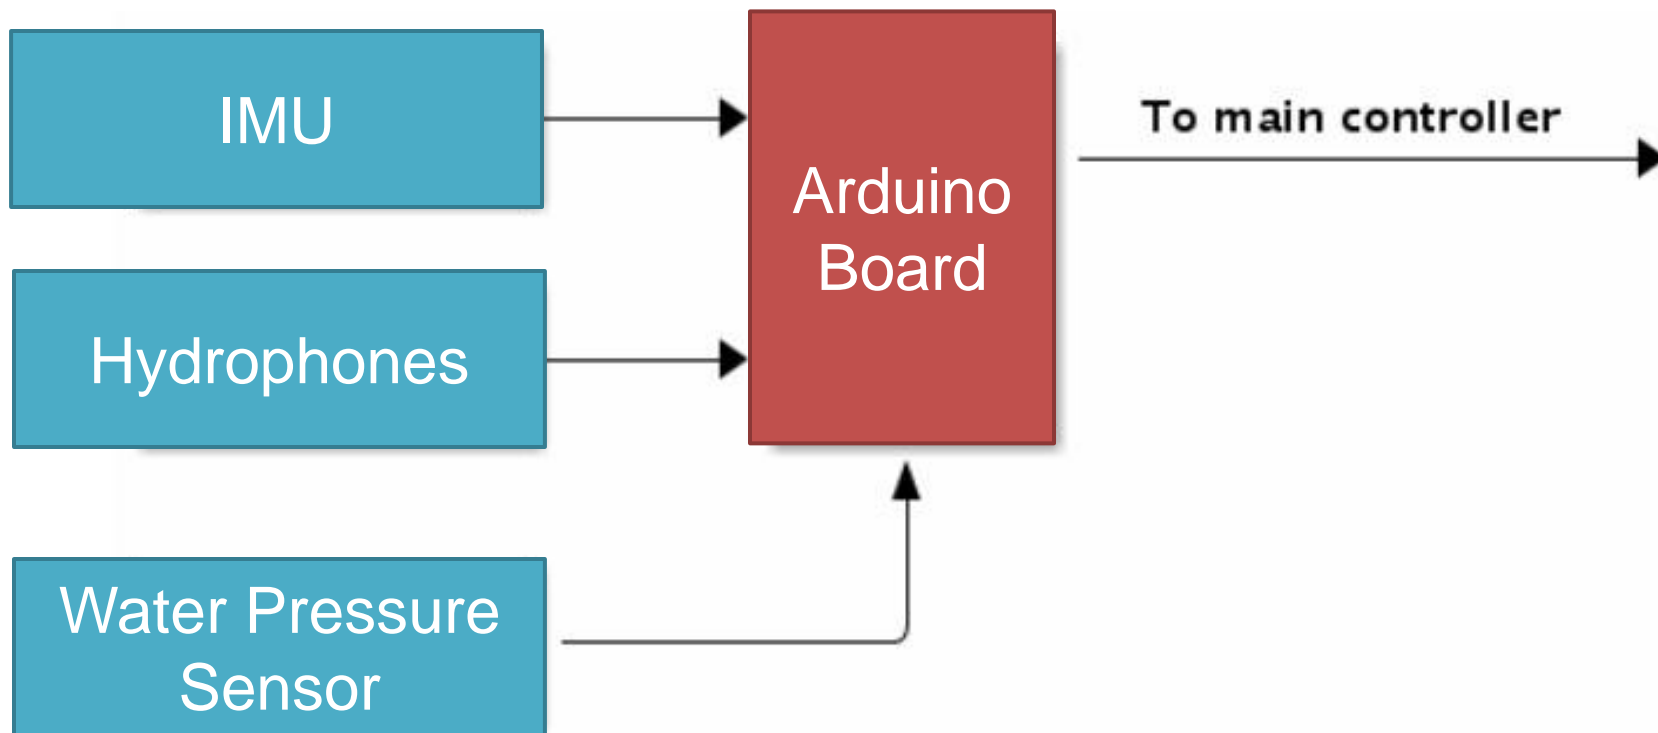 IMU
Hydrophones
Water Pressure
Sensor
Arduino
Board
To main controller